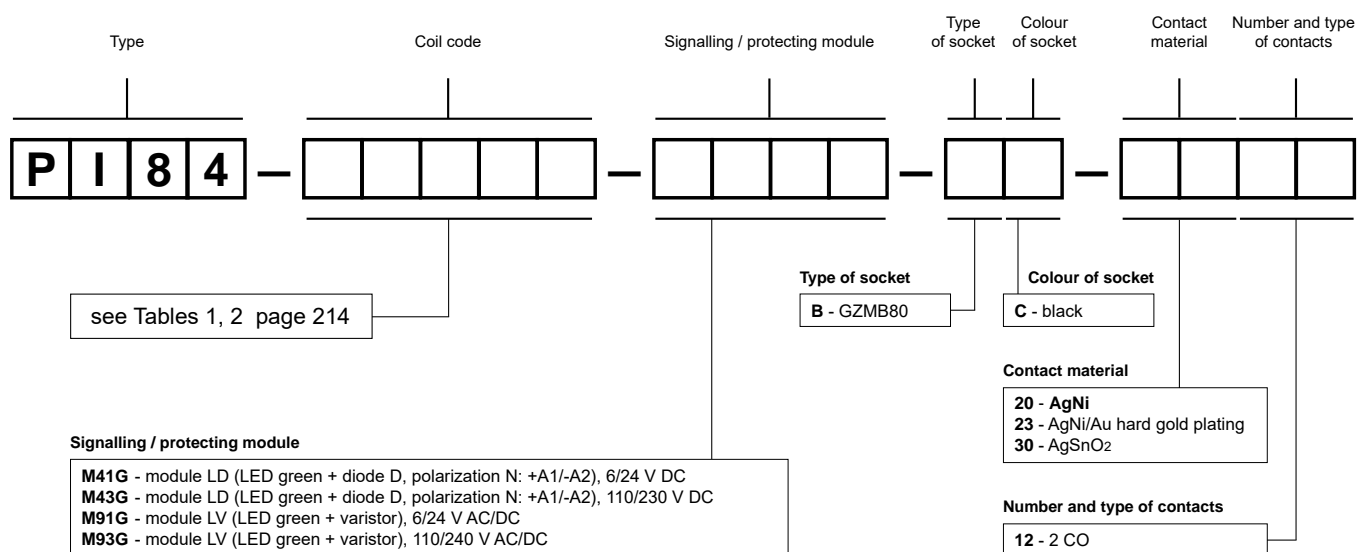 Type
Coil code
Signalling / protecting module
Type
of socket
Colour
of socket
Contact
material
Number and type
of contacts
P I 8 4 – – – –
see Tables 1, 2 page 214
Type of socket
B - GZMB80
Colour of socket
C - black
Contact material
20 - AgNi
23 - AgNi/Au hard gold plating
30 - AgSnO2
Signalling / protecting module
M41G - module LD (LED green + diode D, polarization N: +A1/-A2), 6/24 V DC
M43G - module LD (LED green + diode D, polarization N: +A1/-A2), 110/230 V DC
M91G - module LV (LED green + varistor), 6/24 V AC/DC
M93G - module LV (LED green + varistor), 110/240 V AC/DC
Number and type of contacts
12 - 2 CO